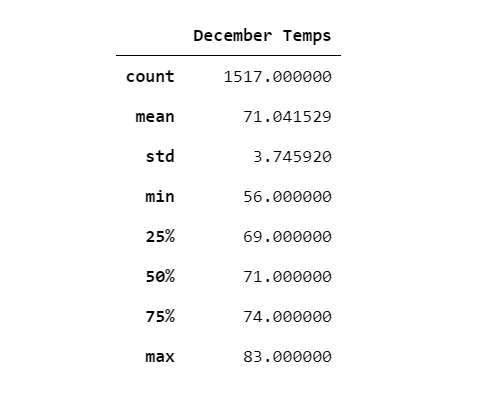 December Temps
count 1517.000000
mean 71.041529
std 3.745920
min 56.000000
25% 69.000000
50% 71.000000
75% 74.000000
max 83.000000